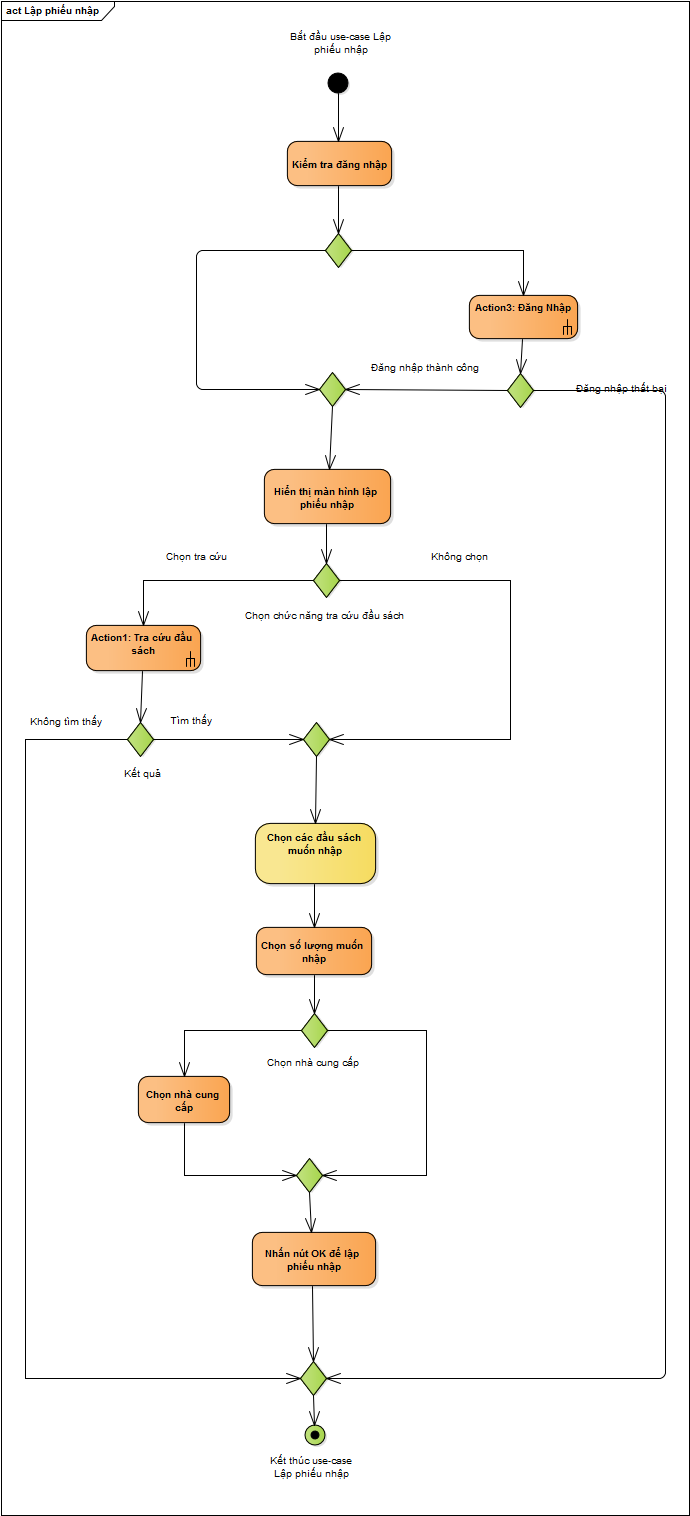 act Lập phiếu nhập
Bắt đầu use-case Lập
phiếu nhập
Kiểm tra đăng nhập
Action3: Đăng Nhập
Đăng nhập thành công
Đăng nhập thất bại
Hiển thị màn hình lập
phiếu nhập
Chọn tra cứu
Không chọn
Chọn chức năng tra cứu đầu sách
Action1: Tra cứu đầu
sách
Không tìm thấy
Tìm thấy
Kết quả
Chọn các đầu sách
muốn nhập
Chọn số lượng muốn
nhập
Chọn nhà cung cấp
Chọn nhà cung
cấp
Nhấn nút OK để lập
phiếu nhập
Kết thúc use-case
Lập phiếu nhập